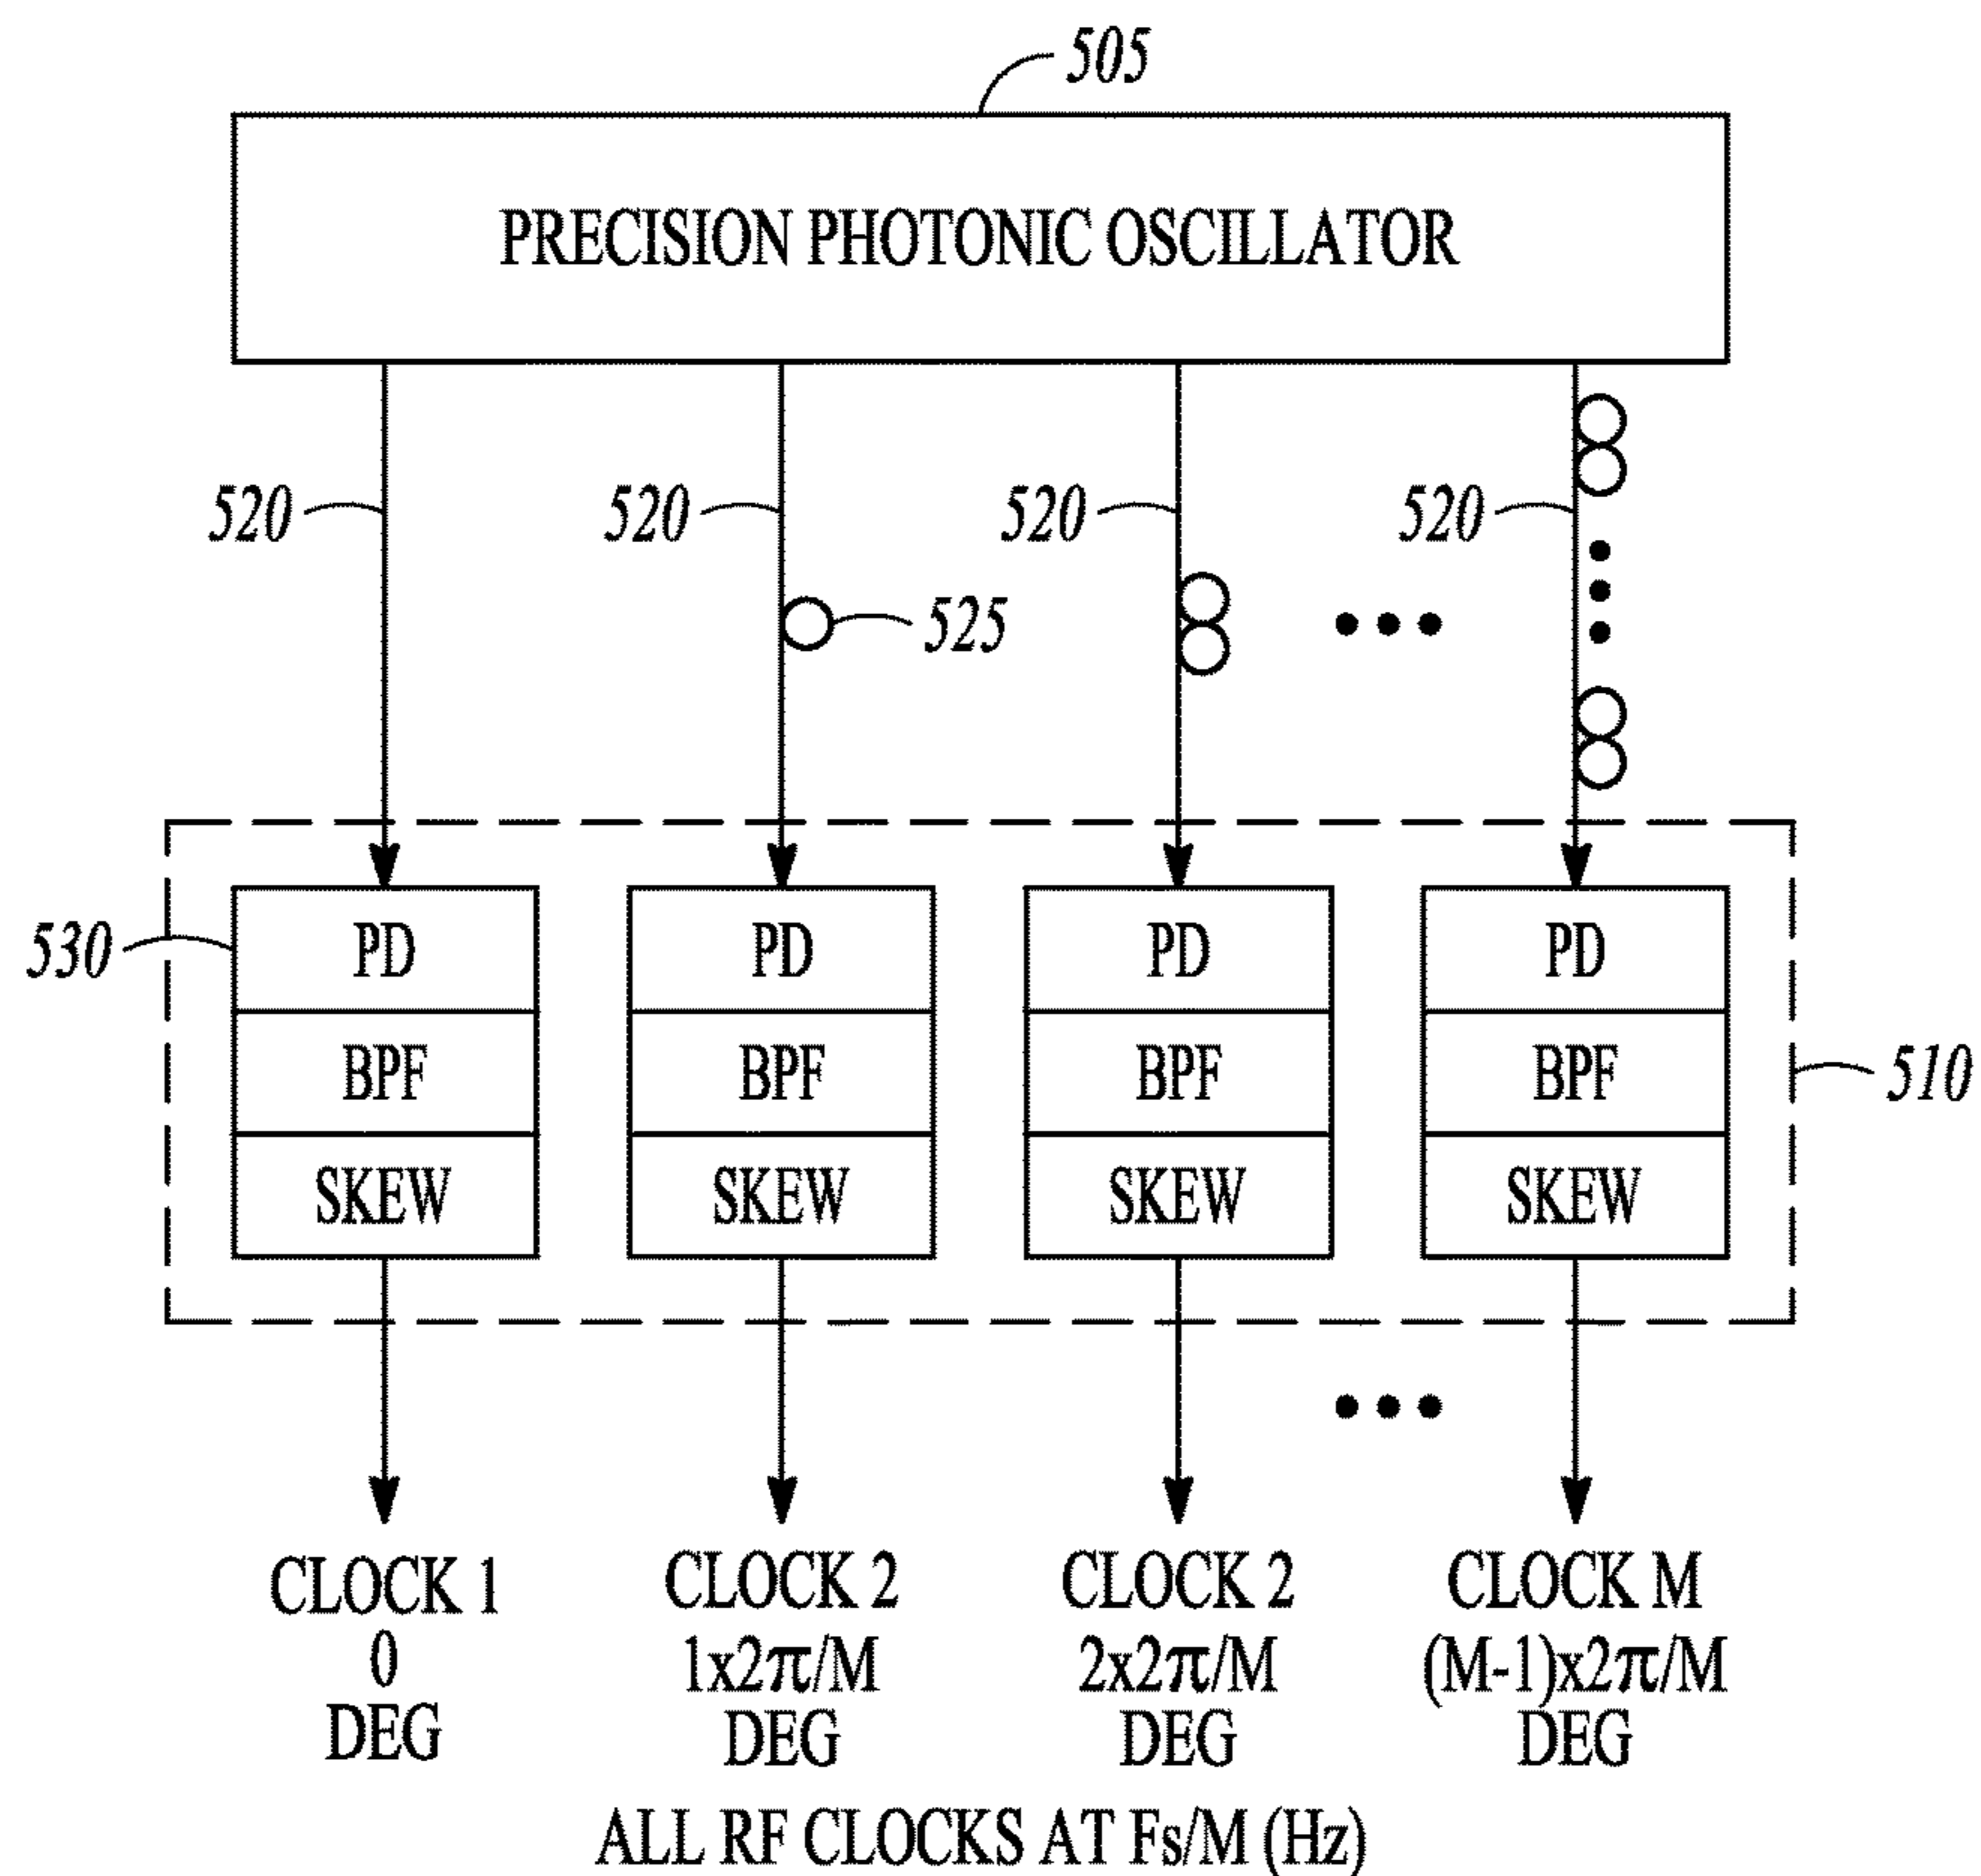 505
PRECISION PHOTONIC OSCILLATOR
520 520 520 520
525
530
PD PD PD PD
BPF BPF BPF BPF
510
SKEW SKEW SKEW SKEW
CLOCK 1 CLOCK 2 CLOCK 2 CLOCK M
0 1x2π/M 2x2π/M (M-1)x2π/M
DEG DEG DEG DEG
ALL RF CLOCKS AT Fs/M (Hz)